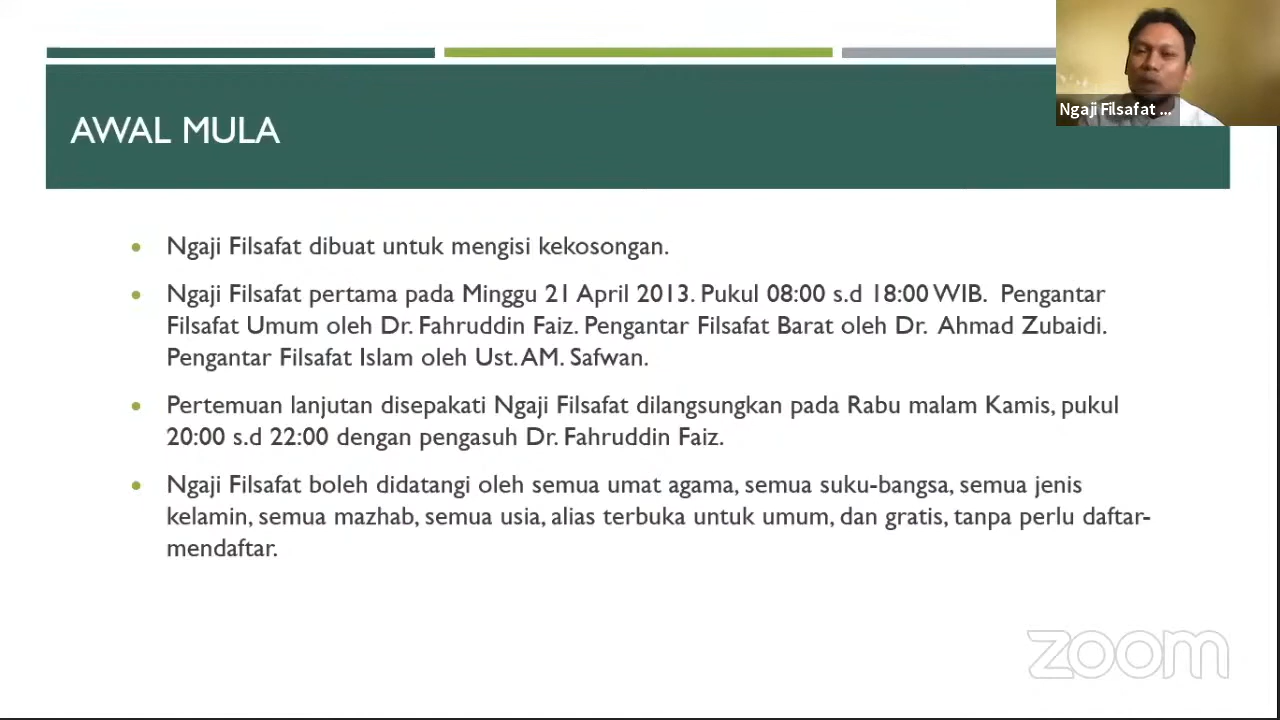 AWAL MULA
Ngaji Filsafat ...
• Ngaji Filsafat dibuat untuk mengisi kekosongan.
• Ngaji Filsafat pertama pada Minggu 21 April 2013. Pukul 08:00 s.d 18:00 WIB. Pengantar
Filsafat Umum oleh Dr. Fahruddin Faiz. Pengantar Filsafat Barat oleh Dr. Ahmad Zubaidi.
Pengantar Filsafat Islam oleh Ust. AM. Safwan.
• Pertemuan lanjutan disepakati Ngaji Filsafat dilangsungkan pada Rabu malam Kamis, pukul
20:00 s.d 22:00 dengan pengasuh Dr. Fahruddin Faiz.
• Ngaji Filsafat boleh didatangi oleh semua umat agama, semua suku-bangsa, semua jenis
kelamin, semua mazhab, semua usia, alias terbuka untuk umum, dan gratis, tanpa perlu daftar-
mendaftar.
zoom